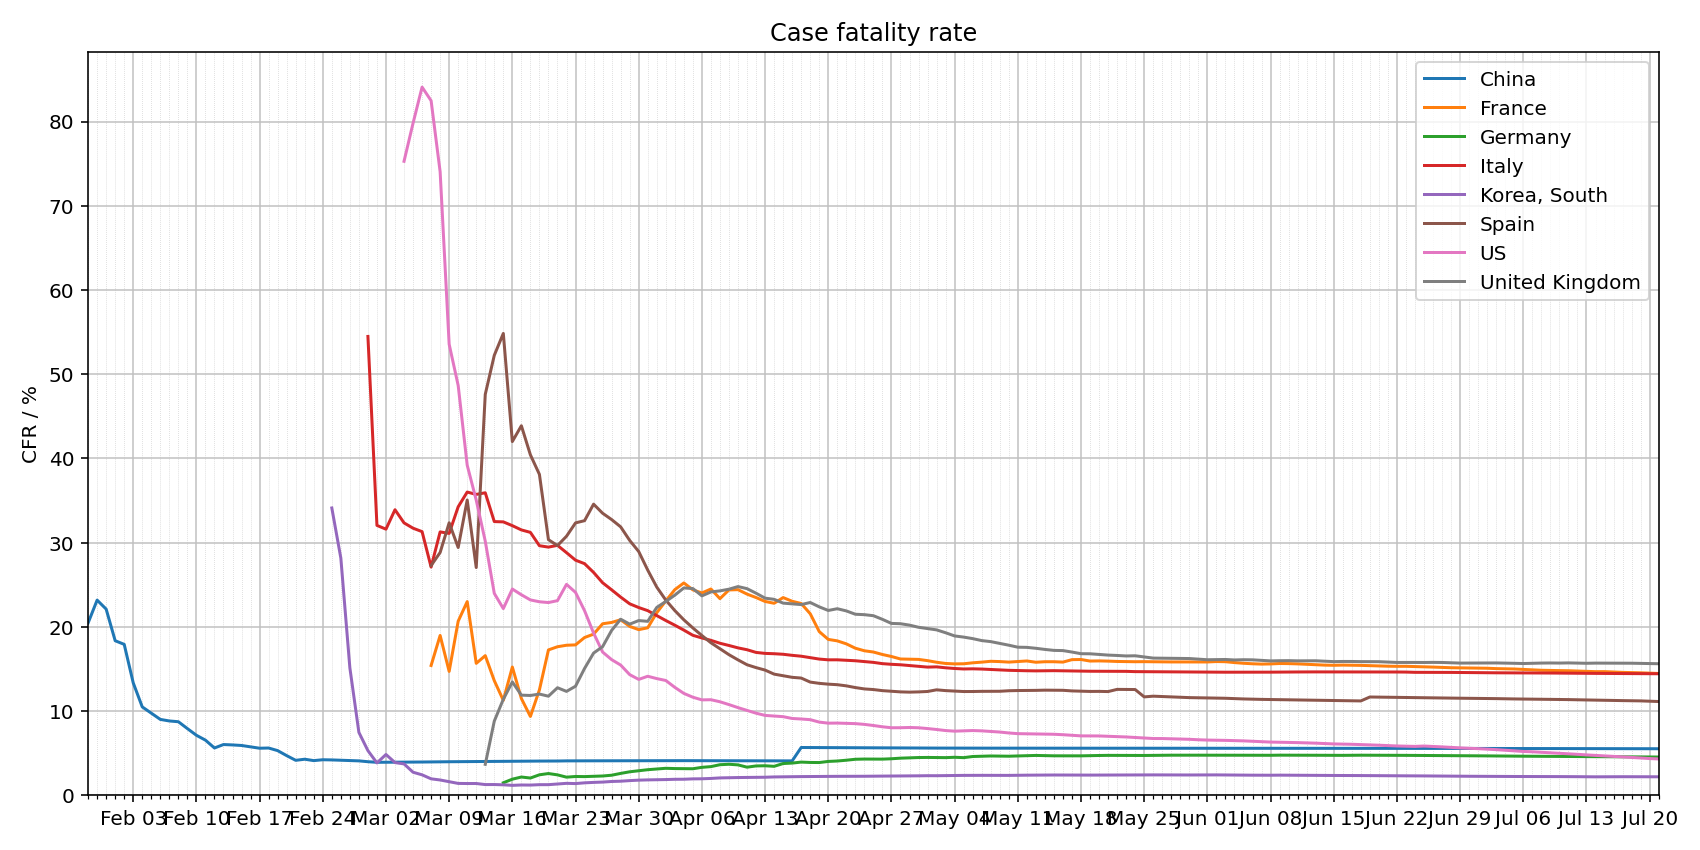 Case fatality rate
CFR / %
80
70
60
50
40
30
20
10
0
China
France
Germany
Italy
Korea, South
Spain
US
United Kingdom
Feb 03 Feb 10 Feb 17 Feb 24 Mar 02 Mar 09 Mar 16 Mar 23 Mar 30 Apr 06 Apr 13 Apr 20 Apr 27 May 04 May 11 May 18 May 25 Jun 01 Jun 08 Jun 15 Jun 22 Jun 29 Jul 06 Jul 13 Jul 20